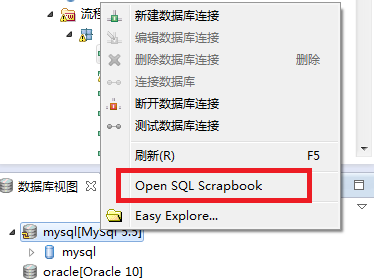 流程
新建数据库连接
编辑数据库连接
删除数据库连接 删除
连接数据库
断开数据库连接
测试数据库连接
刷新(R) F5
Open SQL Scrapbook
Easy Explore...
数据库视图
mysql[MySql 5.5]
mysql
oracle[Oracle 10]